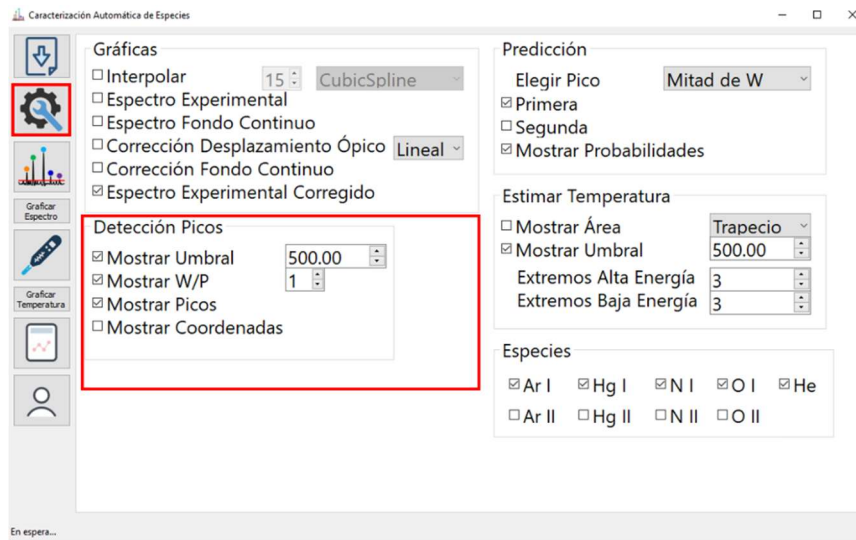 Caracterización Automática de Especies
Graficar
Espectro
Graficar
Temperatura
Gráficas
Interpolar 15 CubicSpline
Espectro Experimental
Espectro Fondo Continuo
Corrección Desplazamiento Ópico Lineal
Corrección Fondo Continuo
Espectro Experimental Corregido
Detección Picos
Mostrar Umbral 500.00
Mostrar W/P 1
Mostrar Picos
Mostrar Coordenadas
Predicción
Elegir Pico Mitad de W
Primera
Segunda
Mostrar Probabilidades
Estimar Temperatura
Mostrar Área Trapecio
Mostrar Umbral 500.00
Extremos Alta Energía 3
Extremos Baja Energía 3
Especies
Ar I Hg I N I O I He
Ar II Hg II N II O II
En espera...